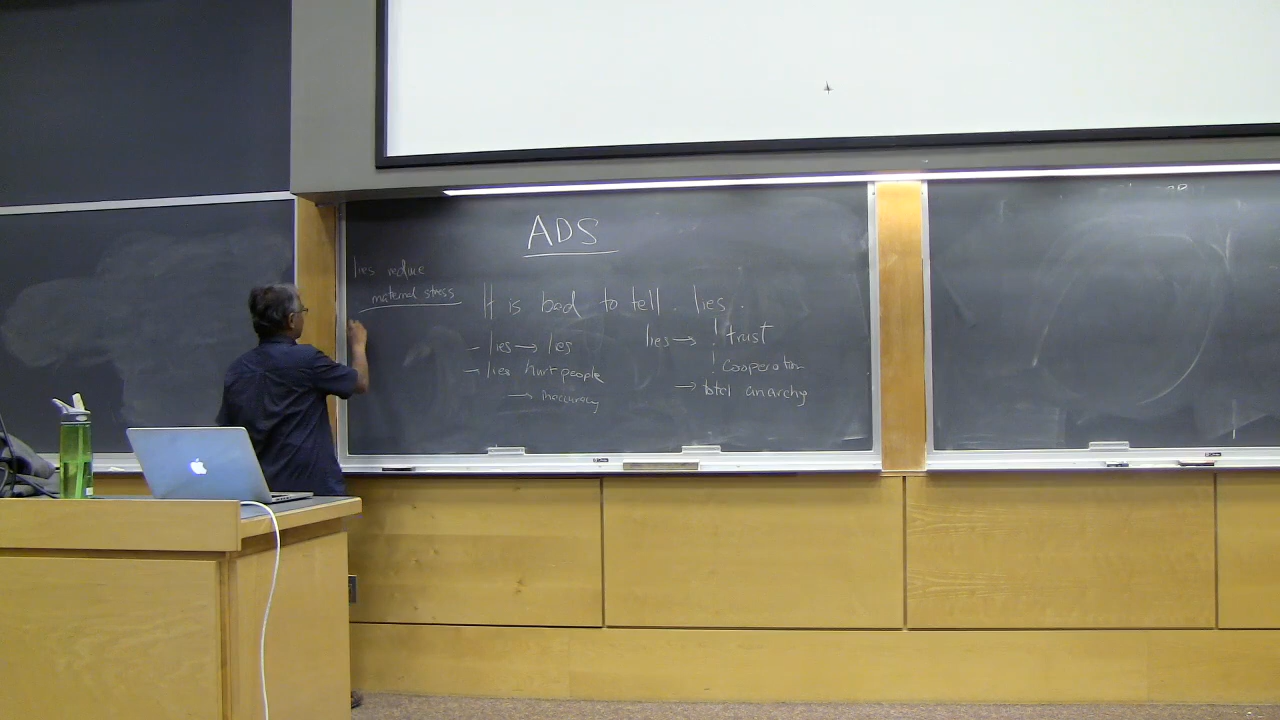 ADS
lies reduce
maternal stress
It is bad to tell lies.
- lies → lies
- lies hurt people
→ inaccuracy
lies → ! trust
! cooperation
→ total anarchy